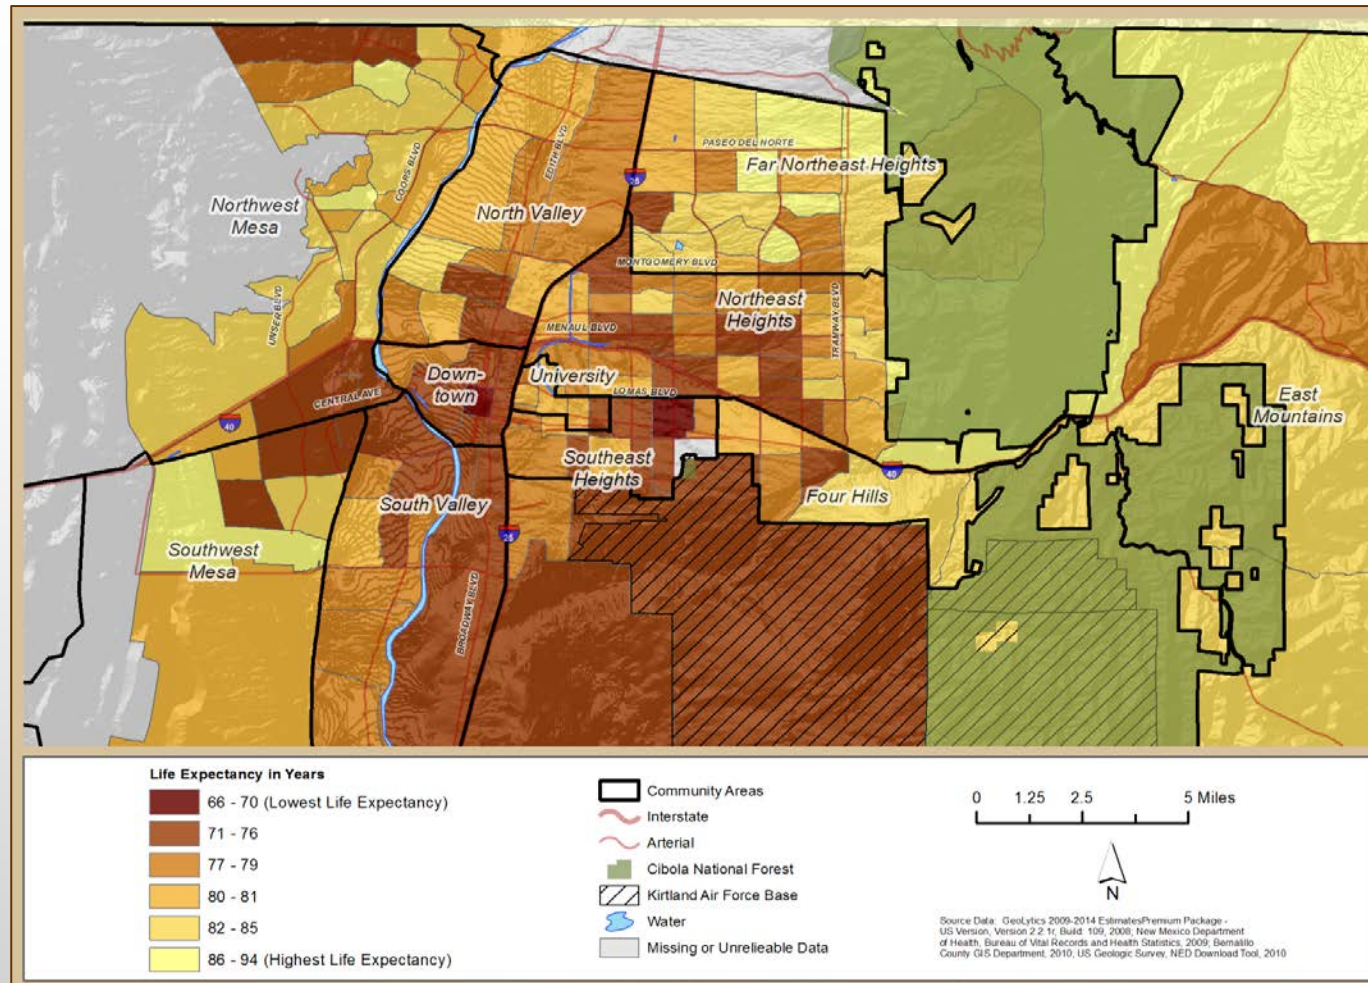 PASEO DEL NORTE
Far Northeast Heights
EDITH BLVD
COORS BLVD
25
Northwest
Mesa
North Valley
MONTGOMERY BLVD
UNSER BLVD
Northeast
Heights
TRAMWAY BLVD
MENAUL BLVD
Down-
town
University
LOMAS BLVD
CENTRAL AVE
East
Mountains
40
Southeast
Heights
40
South Valley
Four Hills
25
Southwest
Mesa
BROADWAY BLVD
Life Expectancy in Years
66 - 70 (Lowest Life Expectancy)
71 - 76
77 - 79
80 - 81
82 - 85
86 - 94 (Highest Life Expectancy)
Community Areas
Interstate
Arterial
Cibola National Forest
Kirtland Air Force Base
Water
Missing or Unrelieable Data
0 1.25 2.5 5 Miles
N
Source Data: GeoLytics 2009-2014 EstimatesPremium Package -
US Version, Version 2.2.1r, Build: 109, 2008; New Mexico Department
of Health, Bureau of Vital Records and Health Statistics, 2009; Bernalillo
County GIS Department, 2010; US Geologic Survey, NED Download Tool, 2010